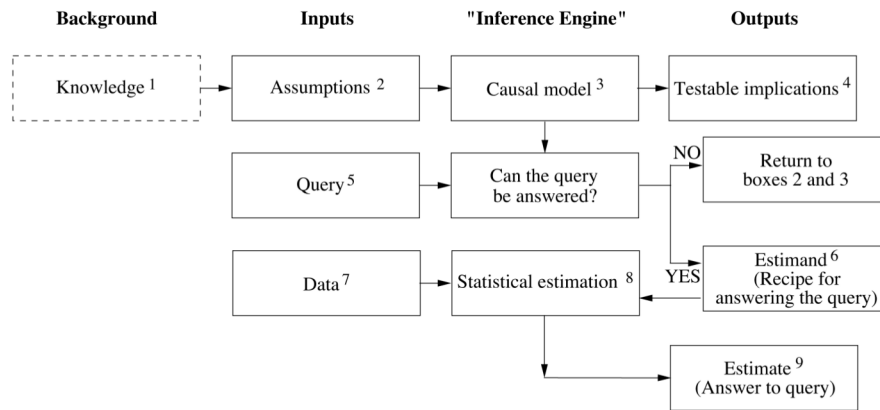 Background
Inputs
"Inference Engine"
Outputs
Knowledge 1
Assumptions 2
Causal model 3
Testable implications 4
Query 5
Can the query
be answered?
NO
Return to
boxes 2 and 3
Data 7
Statistical estimation 8
YES
Estimand 6
(Recipe for
answering the query)
Estimate 9
(Answer to query)